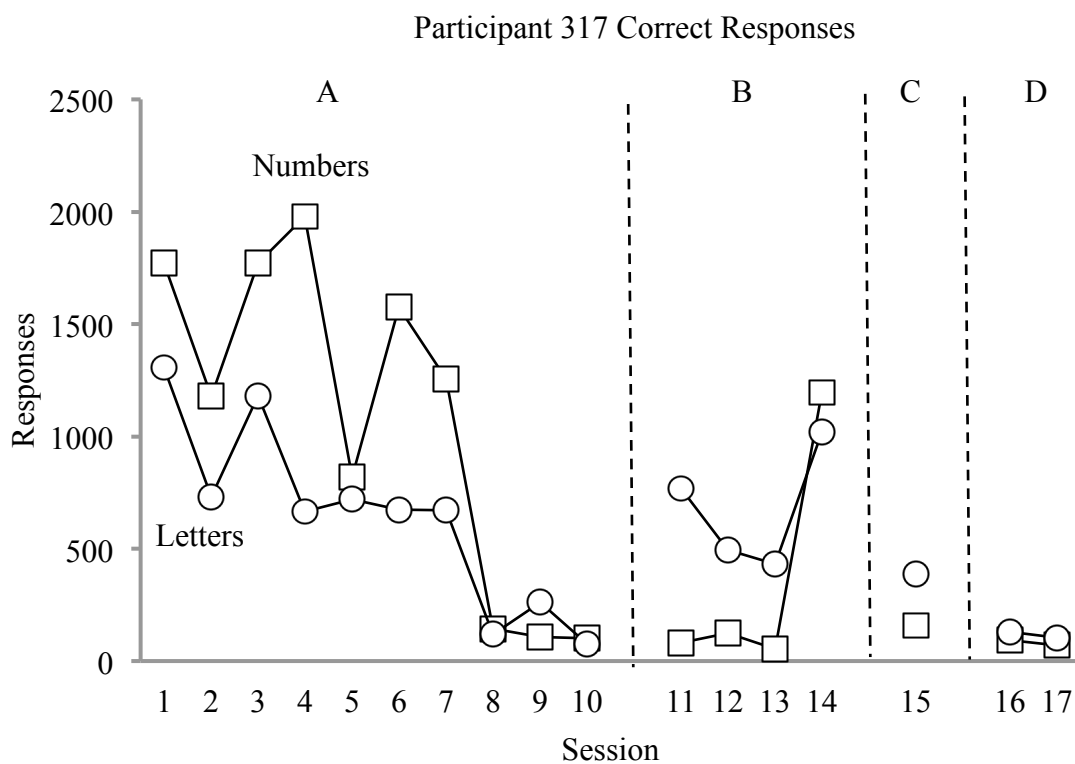 Participant 317 Correct Responses
A B C D
2500
Numbers
2000
1500
Responses
1000
Letters
500
0
1 2 3 4 5 6 7 8 9 10 11 12 13 14 15 16 17
Session